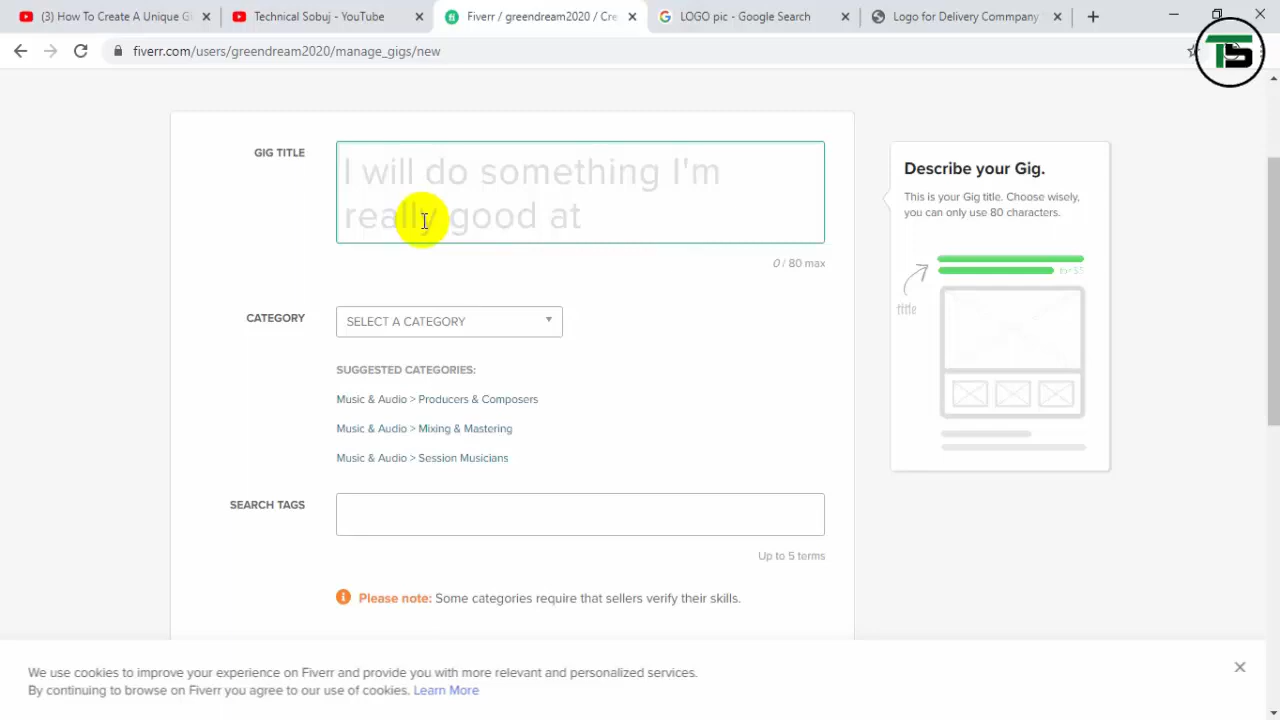 (3) How To Create A Unique G
Technical Sobuj - YouTube
Fiverr / greendream2020 / Cre
LOGO pic - Google Search
Logo for Delivery Commpany
fiverr.com/users/greendream2020/manage_gigs/new
TS
GIG TITLE
I will do something I'm
really good at
0 / 80 max
Describe your Gig.
This is your Gig title. Choose wisely,
you can only use 80 characters.
title
CATEGORY
SELECT A CATEGORY
SUGGESTED CATEGORIES:
Music & Audio > Producers & Composers
Music & Audio > Mixing & Mastering
Music & Audio > Session Musicians
SEARCH TAGS
Up to 5 terms
Please note: Some categories require that sellers verify their skills.
We use cookies to improve your experience on Fiverr and provide you with more relevant and personalized services.
By continuing to browse on Fiverr you agree to our use of cookies. Learn More